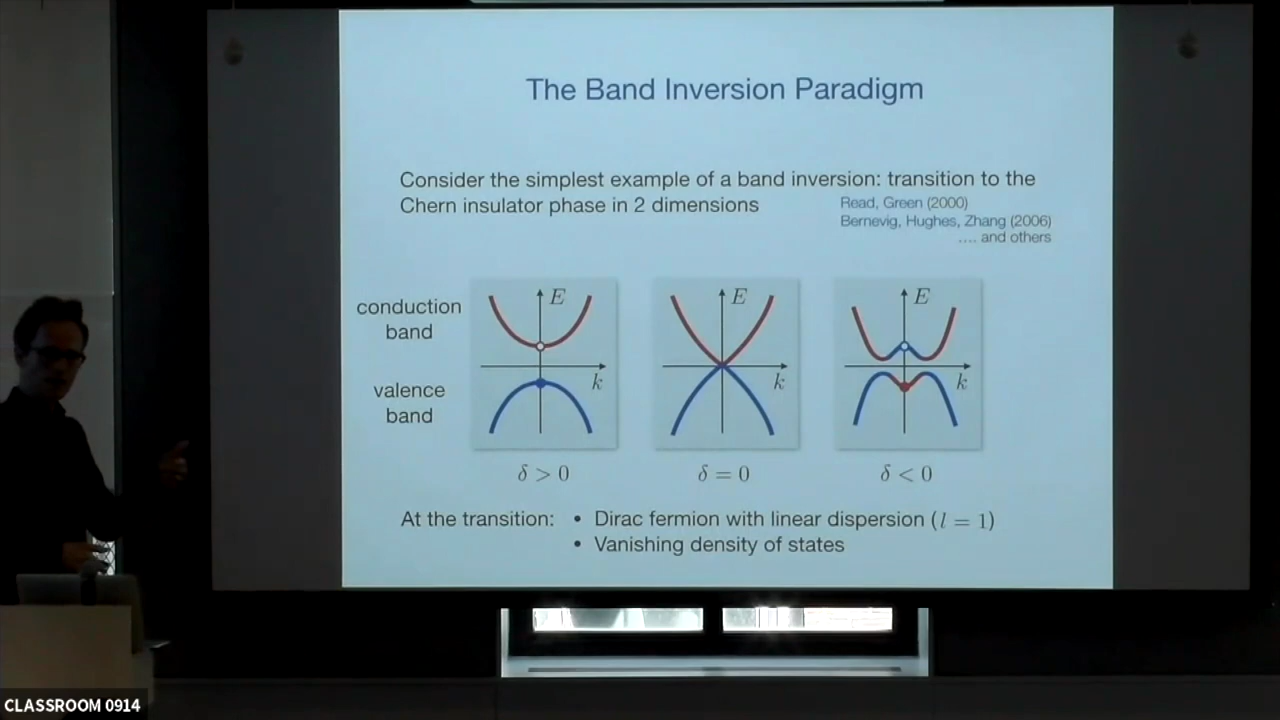 The Band Inversion Paradigm
Consider the simplest example of a band inversion: transition to the
Chern insulator phase in 2 dimensions
Read, Green (2000)
Bernevig, Hughes, Zhang (2006)
.... and others
conduction
band
valence
band
E
k
E
k
E
k
δ > 0
δ = 0
δ < 0
At the transition:
• Dirac fermion with linear dispersion (l = 1)
• Vanishing density of states
CLASSROOM 0914